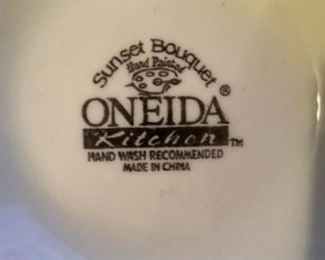 Sunset Bouquet
Hand Painted
ONEIDA®
Kitchen™
HAND WASH RECOMMENDED
MADE IN CHINA